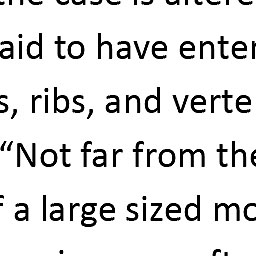 the case is altere
aid to have enter
s, ribs, and verte
“Not far from the
f a large sized mo